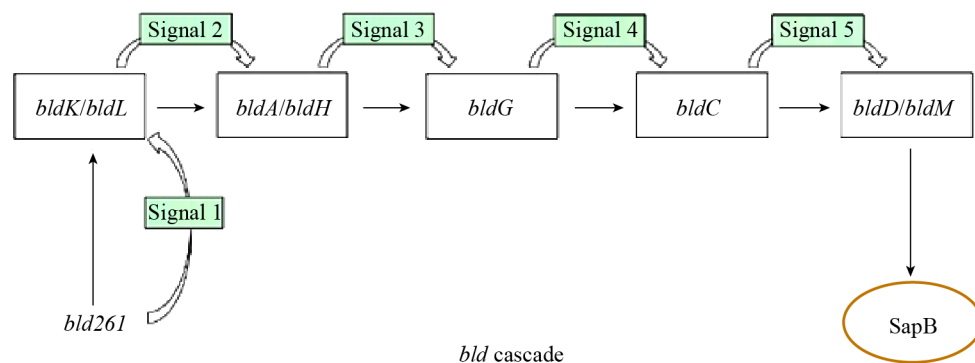 Signal 2
Signal 3
Signal 4
Signal 5
bldK/bldL
bldA/bldH
bldG
bldC
bldD/bldM
Signal 1
bld261
SapB
bld cascade